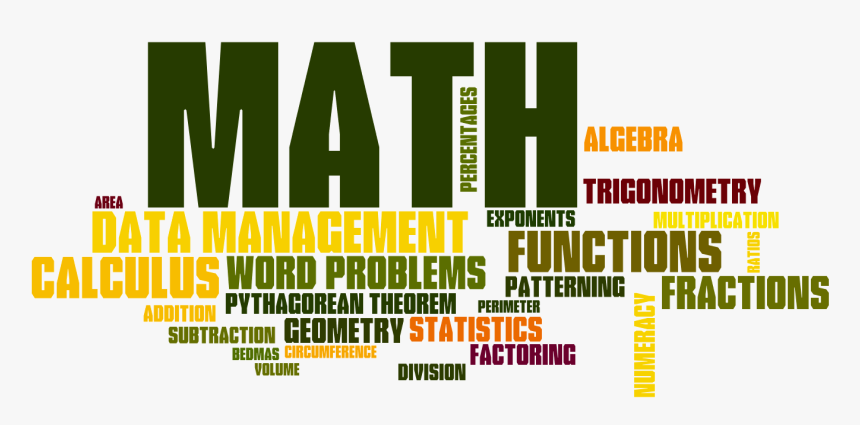 MATH
PERCENTAGES
ALGEBRA
TRIGONOMETRY
AREA
DATA MANAGEMENT
EXPONENTS
MULTIPLICATION
FUNCTIONS
RATIOS
CALCULUS
WORD PROBLEMS
PATTERNING
FRACTIONS
ADDITION
PYTHAGOREAN THEOREM
PERIMETER
NUMERACY
SUBTRACTION
GEOMETRY
STATISTICS
BEDMAS
CIRCUMFERENCE
FACTORING
VOLUME
DIVISION